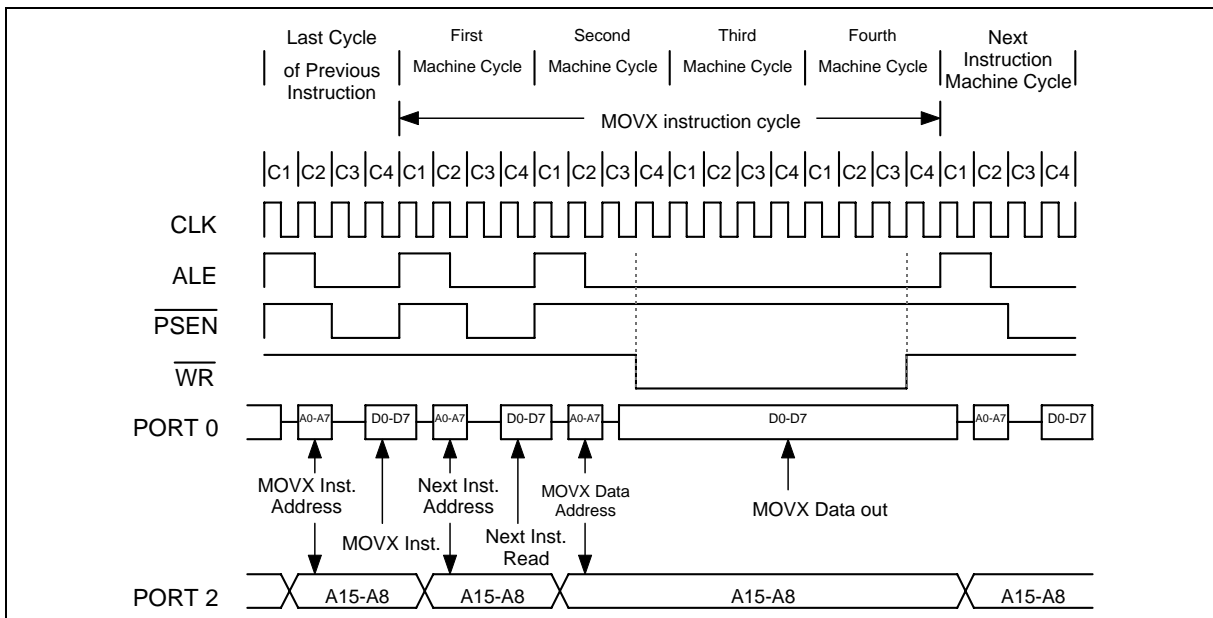 Last Cycle
of Previous
Instruction
First
Machine Cycle
Second
Machine Cycle
Third
Machine Cycle
Fourth
Machine Cycle
Next
Instruction
Machine Cycle
MOVX instruction cycle
C1 C2 C3 C4 C1 C2 C3 C4 C1 C2 C3 C4 C1 C2 C3 C4 C1 C2 C3 C4 C1 C2 C3 C4
CLK
ALE
PSEN
WR
PORT 0
A0-A7 D0-D7 A0-A7 D0-D7 A0-A7 D0-D7 A0-A7 D0-D7
MOVX Inst.
Address
MOVX Inst.
Next Inst.
Address
Next Inst.
Read
MOVX Data
Address
MOVX Data out
PORT 2
A15-A8 A15-A8 A15-A8 A15-A8